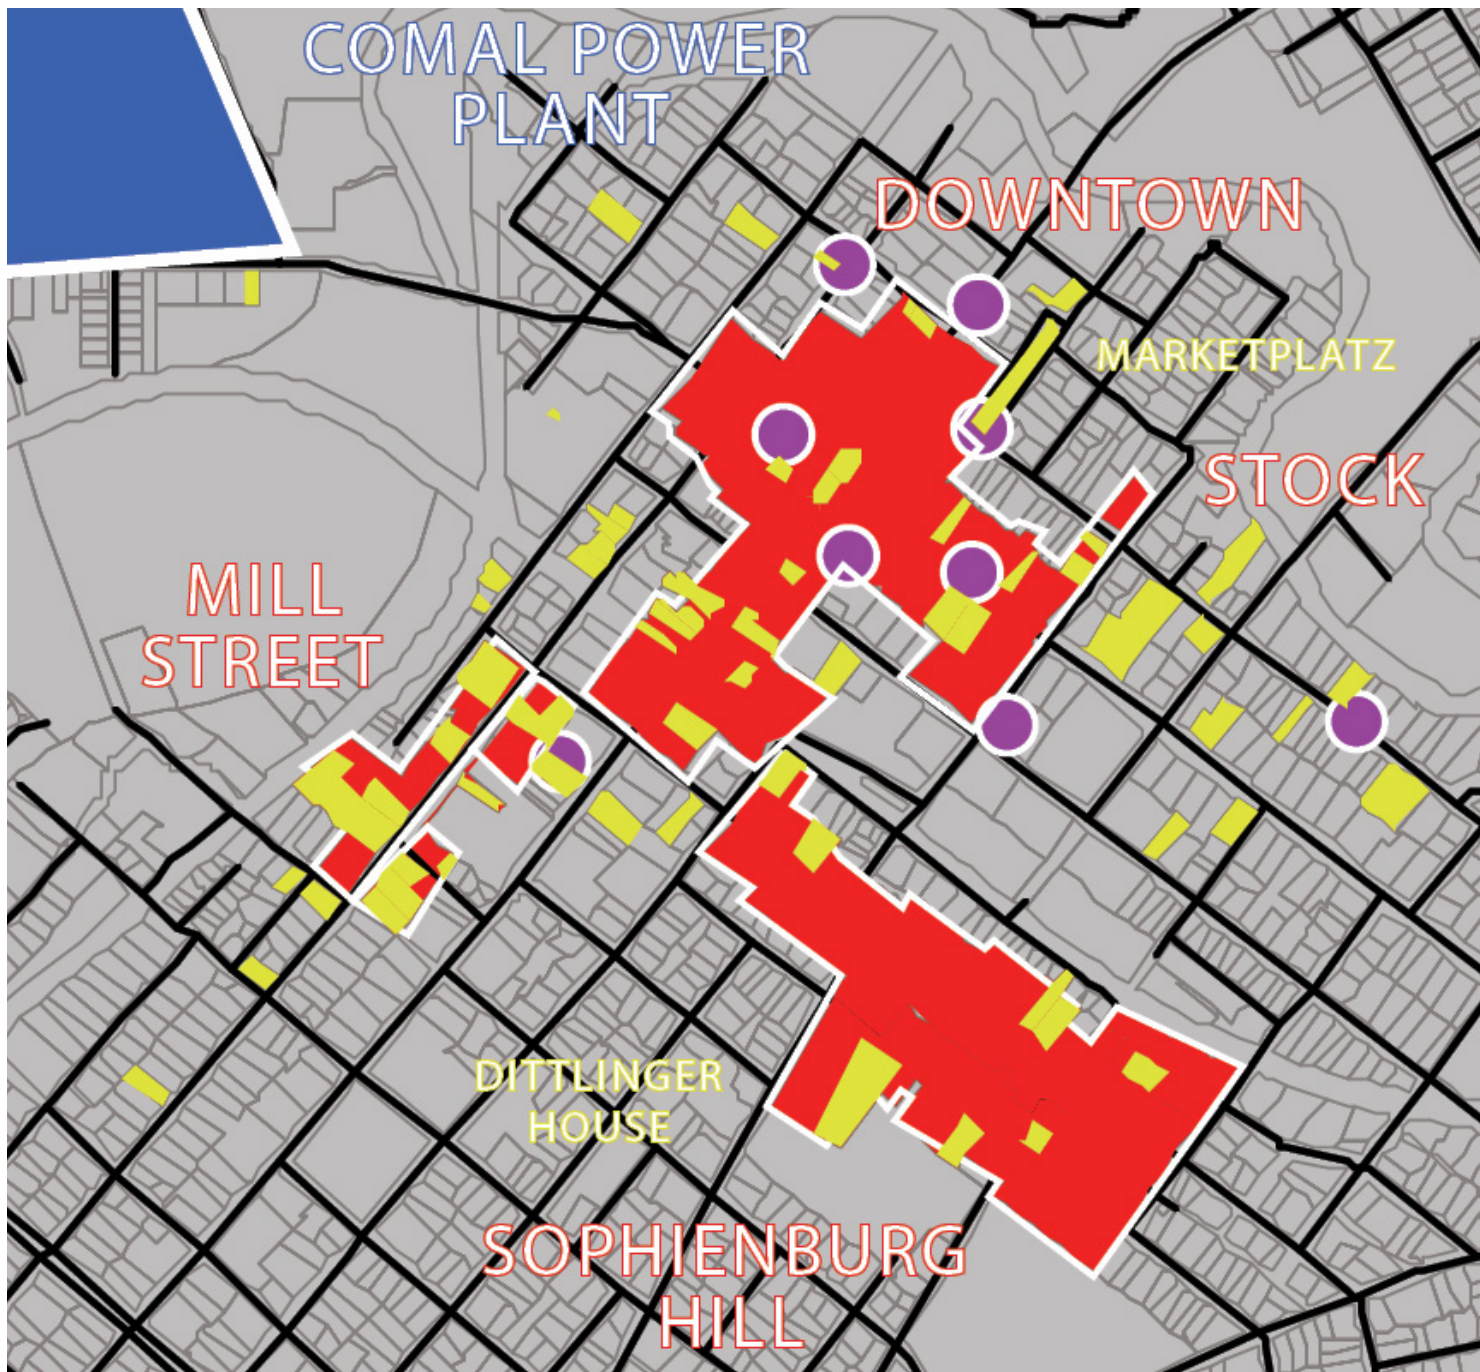 COMAL POWER
PLANT
DOWNTOWN
MARKETPLATZ
STOCK
MILL
STREET
DITTLINGER
HOUSE
SOPHIENBURG
HILL